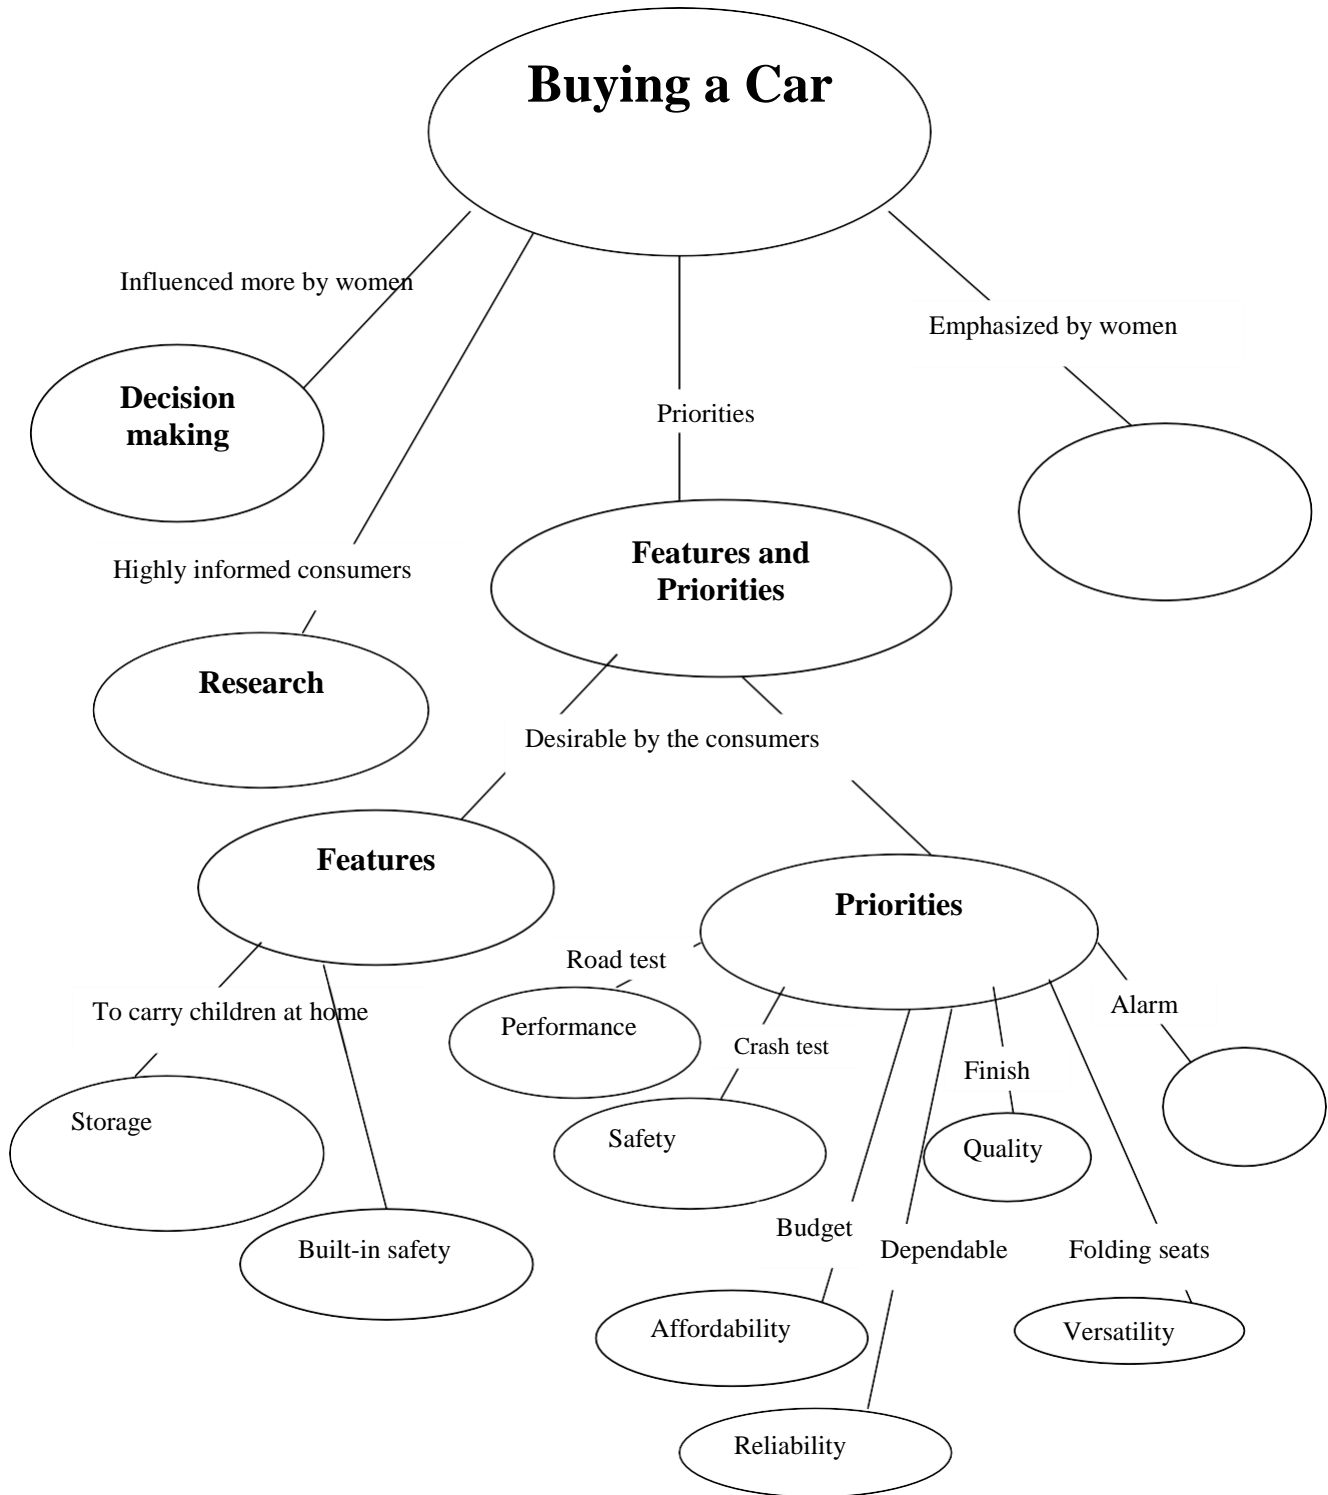 Buying a Car
Influenced more by women
Emphasized by women
Decision
making
Priorities
Highly informed consumers
Features and
Priorities
Research
Desirable by the consumers
Features
Priorities
Road test
To carry children at home
Alarm
Performance
Crash test
Finish
Storage
Safety
Quality
Budget
Dependable
Folding seats
Built-in safety
Affordability
Versatility
Reliability